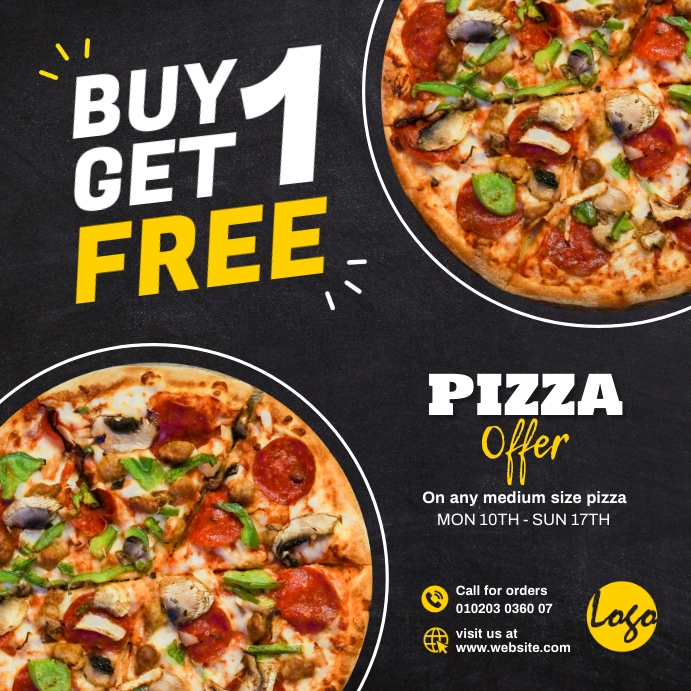 BUY 1
GET
FREE
PIZZA
Offer
On any medium size pizza
MON 10TH - SUN 17TH
Call for orders
010203 0360 07
visit us at
www.website.com
Logo